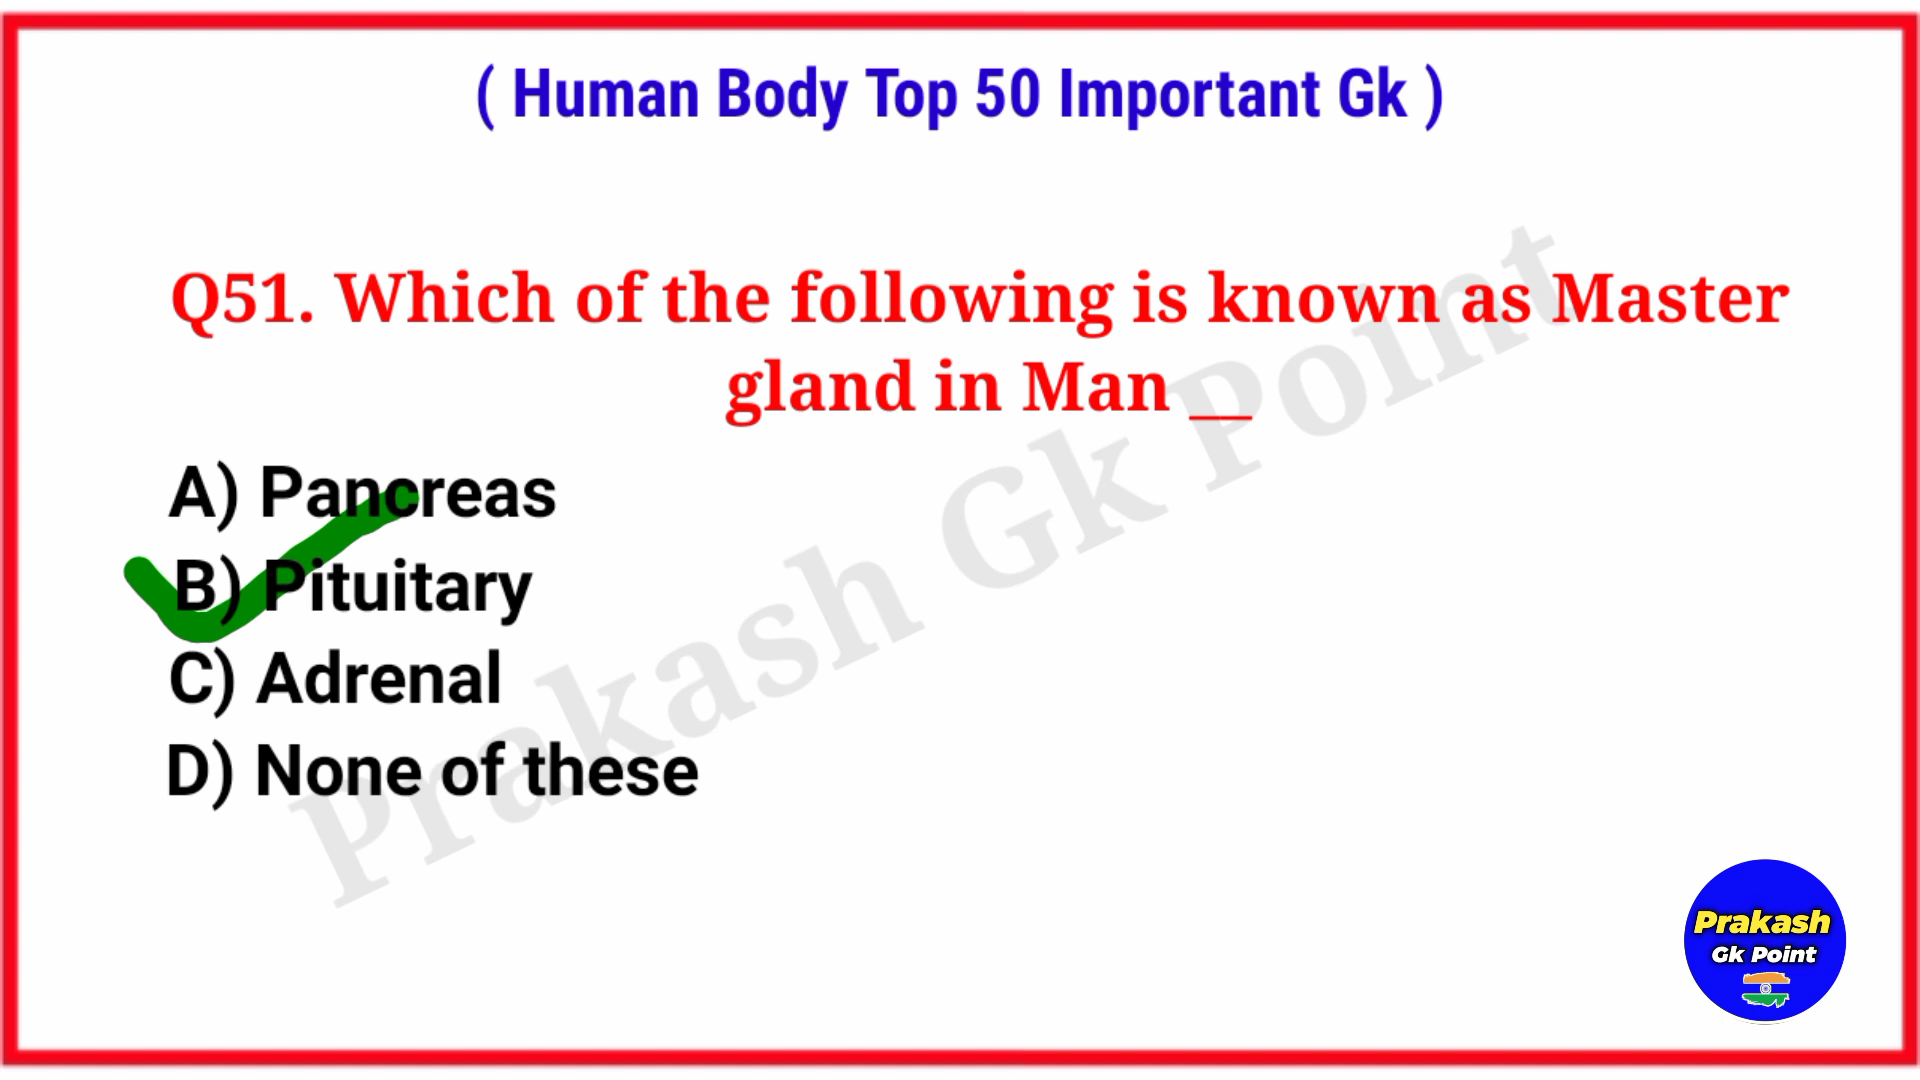 ( Human Body Top 50 Important Gk )
Q51. Which of the following is known as Master
gland in Man __
A) Pancreas
B) Pituitary
C) Adrenal
D) None of these
Prakash Gk Point
Prakash
Gk Point